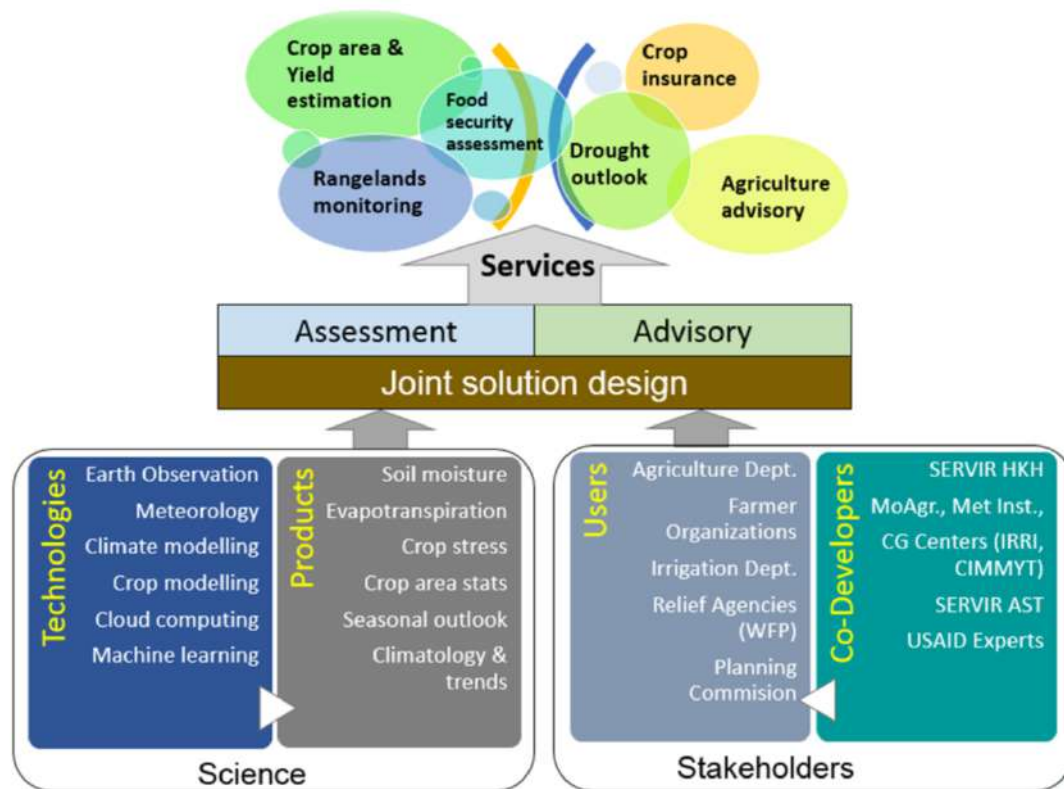 Crop area &
Yield
estimation
Food
security
assessment
Rangelands
monitoring
Crop
insurance
Drought
outlook
Agriculture
advisory
Services
Assessment
Advisory
Joint solution design
Technologies
Earth Observation
Meteorology
Climate modelling
Crop modelling
Cloud computing
Machine learning
Products
Soil moisture
Evapotranspiration
Crop stress
Crop area stats
Seasonal outlook
Climatology &
trends
Science
Users
Agriculture Dept.
Farmer
Organizations
Irrigation Dept.
Relief Agencies
(WFP)
Planning
Commision
Co-Developers
SERVIR HKH
MoAgr., Met Inst.,
CG Centers (IRRI,
CIMMYT)
SERVIR AST
USAID Experts
Stakeholders